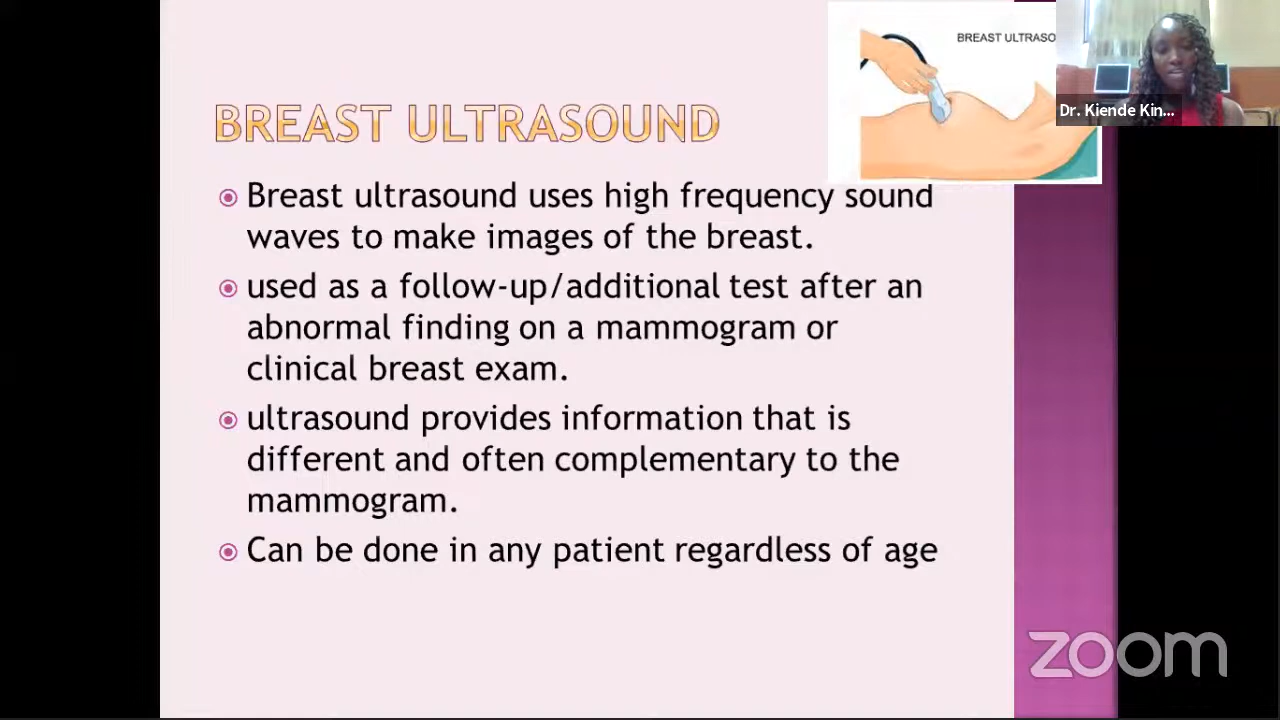 BREAST ULTRASO
Dr. Kiende Kin...
BREAST ULTRASOUND
Breast ultrasound uses high frequency sound
waves to make images of the breast.
used as a follow-up/additional test after an
abnormal finding on a mammogram or
clinical breast exam.
ultrasound provides information that is
different and often complementary to the
mammogram.
Can be done in any patient regardless of age
zoom